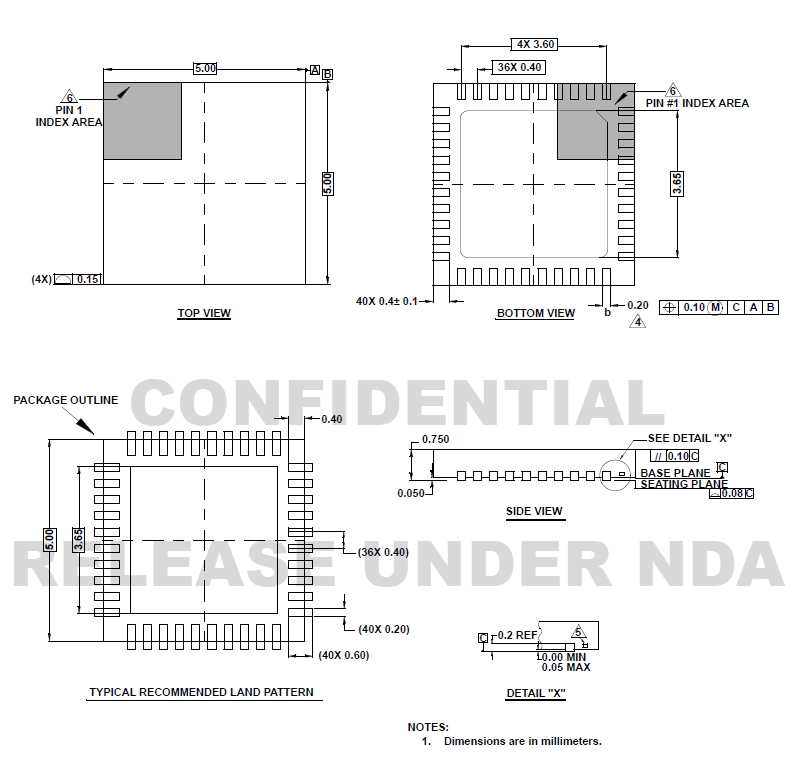 5.00
A
B
6
PIN 1
INDEX AREA
5.00
(4X)
0.15
TOP VIEW
4X 3.60
36X 0.40
6
PIN #1 INDEX AREA
3.65
40X 0.4± 0.1
BOTTOM VIEW
b
0.20
4
0.10 M C A B
CONFIDENTIAL
PACKAGE OUTLINE
0.40
5.00
3.65
(36X 0.40)
(40X 0.20)
(40X 0.60)
TYPICAL RECOMMENDED LAND PATTERN
0.750
SEE DETAIL "X"
// 0.10 C
C
BASE PLANE
SEATING PLANE
0.050
0.08 C
SIDE VIEW
RELEASE UNDER NDA
C
0.2 REF
5
0.00 MIN
0.05 MAX
DETAIL "X"
NOTES:
1. Dimensions are in millimeters.